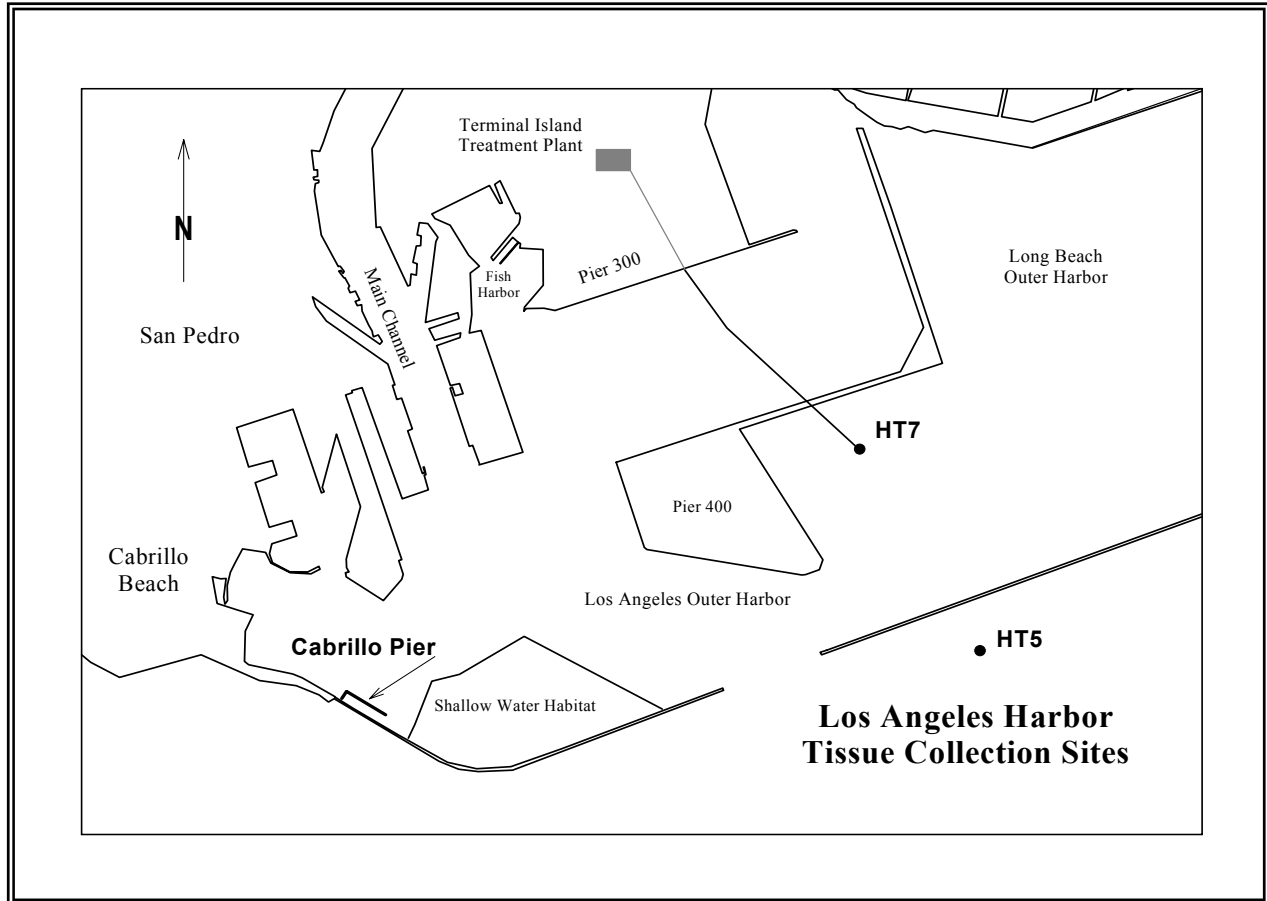 Terminal Island
Treatment Plant
N
Long Beach
Outer Harbor
Pier 300
Fish
Harbor
Main Channel
San Pedro
HT7
Pier 400
Cabrillo
Beach
Los Angeles Outer Harbor
Cabrillo Pier
HT5
Shallow Water Habitat
Los Angeles Harbor
Tissue Collection Sites